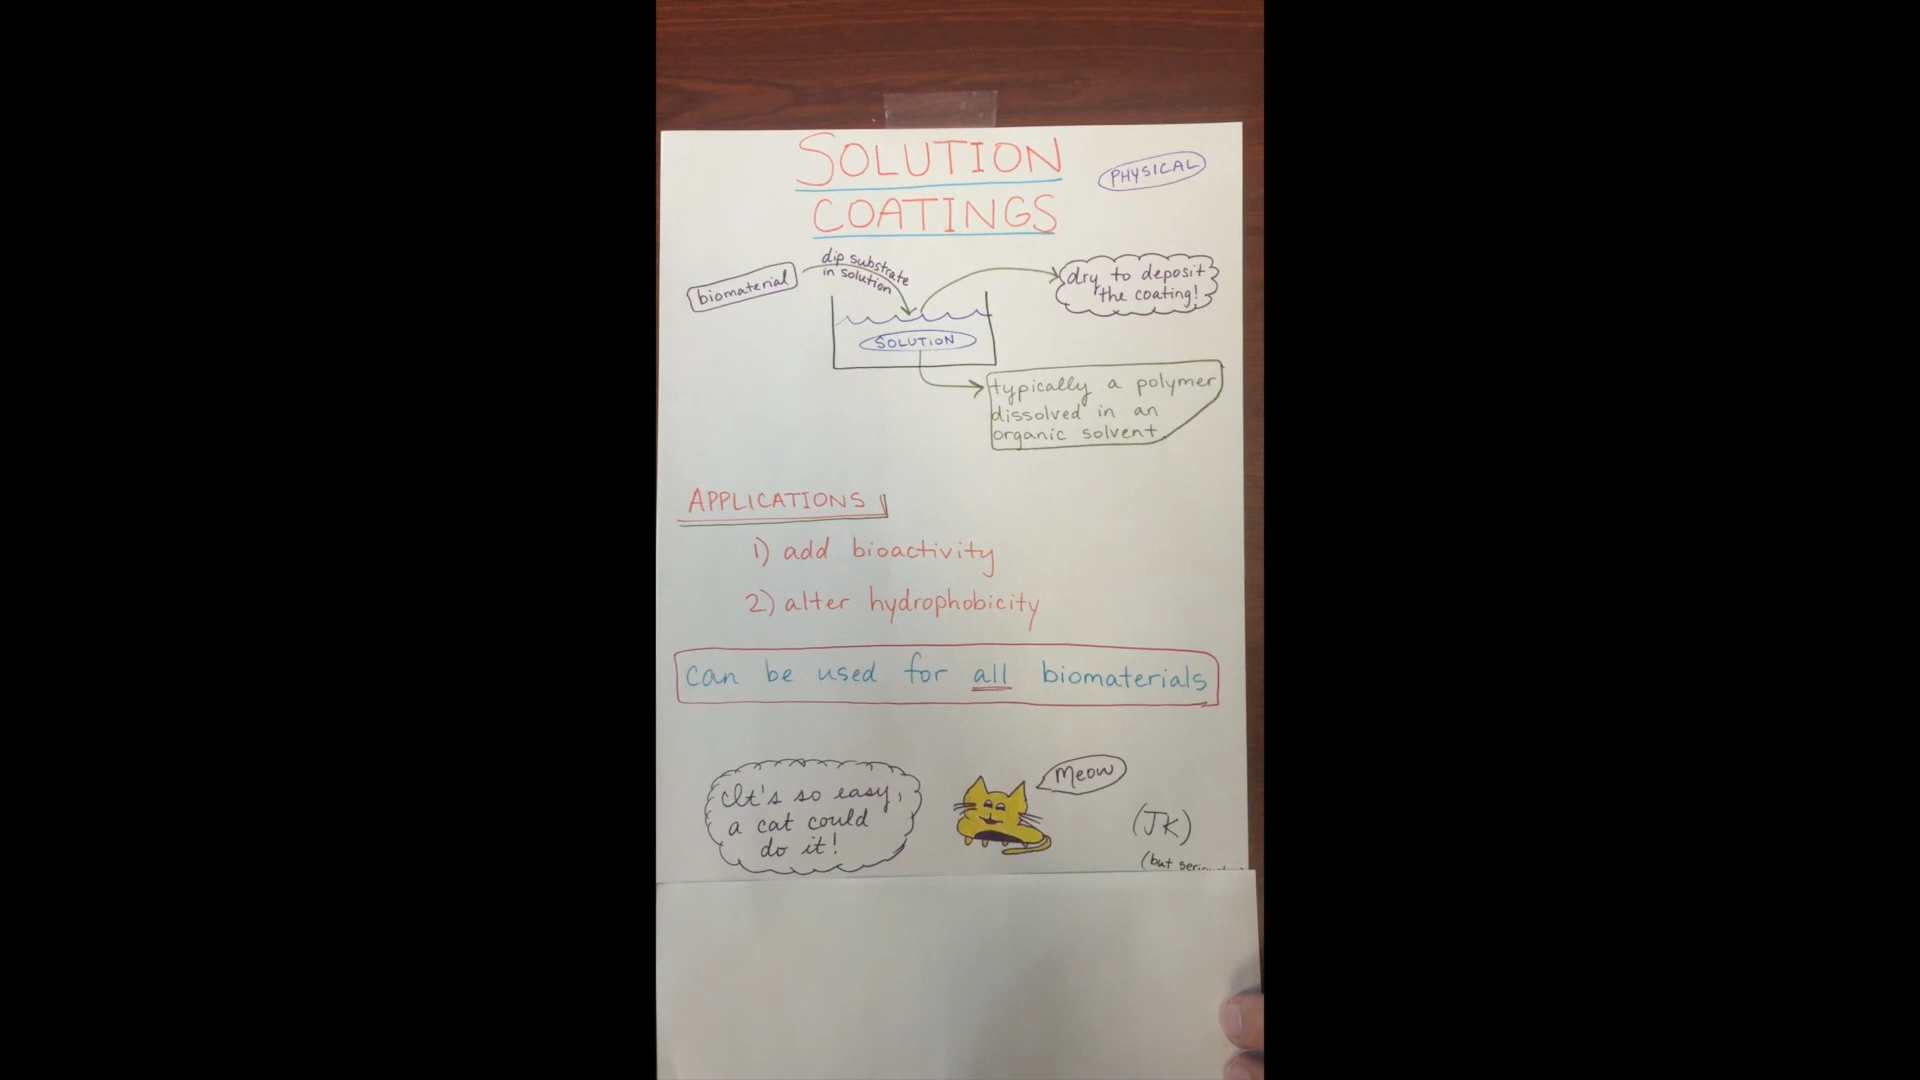 SOLUTION
COATINGS
PHYSICAL
biomaterial
dip substrate
in solution
dry to deposit
the coating!
SOLUTION
typically a polymer
dissolved in an
organic solvent
APPLICATIONS
1) add bioactivity
2) alter hydrophobicity
can be used for all biomaterials
It's so easy,
a cat could
do it!
Meow
(JK)
(but